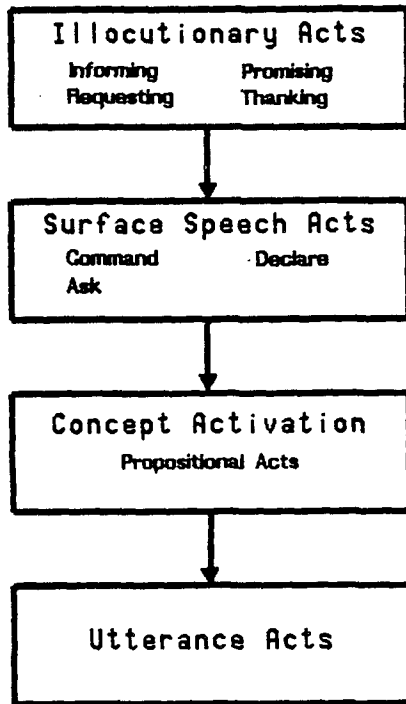 Illocutionary Acts
Informing Promising
Requesting Thanking
Surface Speech Acts
Command Declare
Ask
Concept Activation
Propositional Acts
Utterance Acts